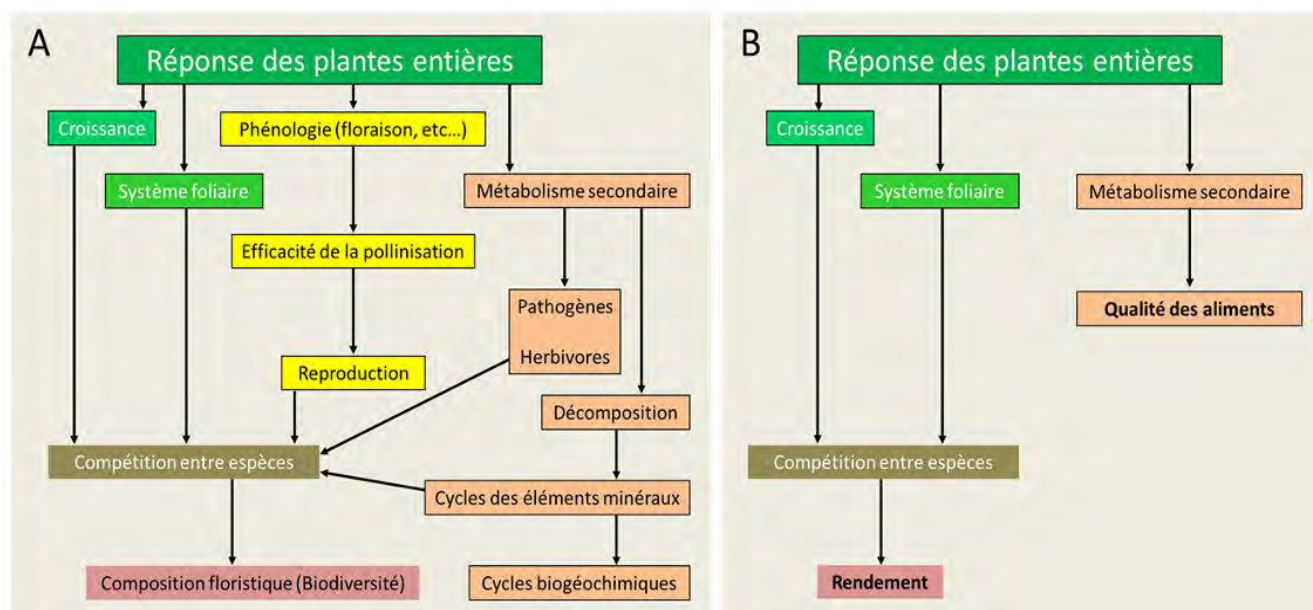 A
Réponse des plantes entières
Croissance
Phénologie (floraison, etc...)
Système foliaire
Métabolisme secondaire
Efficacité de la pollinisation
Pathogènes
Herbivores
Reproduction
Décomposition
Compétition entre espèces
Cycles des éléments minéraux
Composition floristique (Biodiversité)
Cycles biogéochimiques
B
Réponse des plantes entières
Croissance
Système foliaire
Métabolisme secondaire
Qualité des aliments
Compétition entre espèces
Rendement